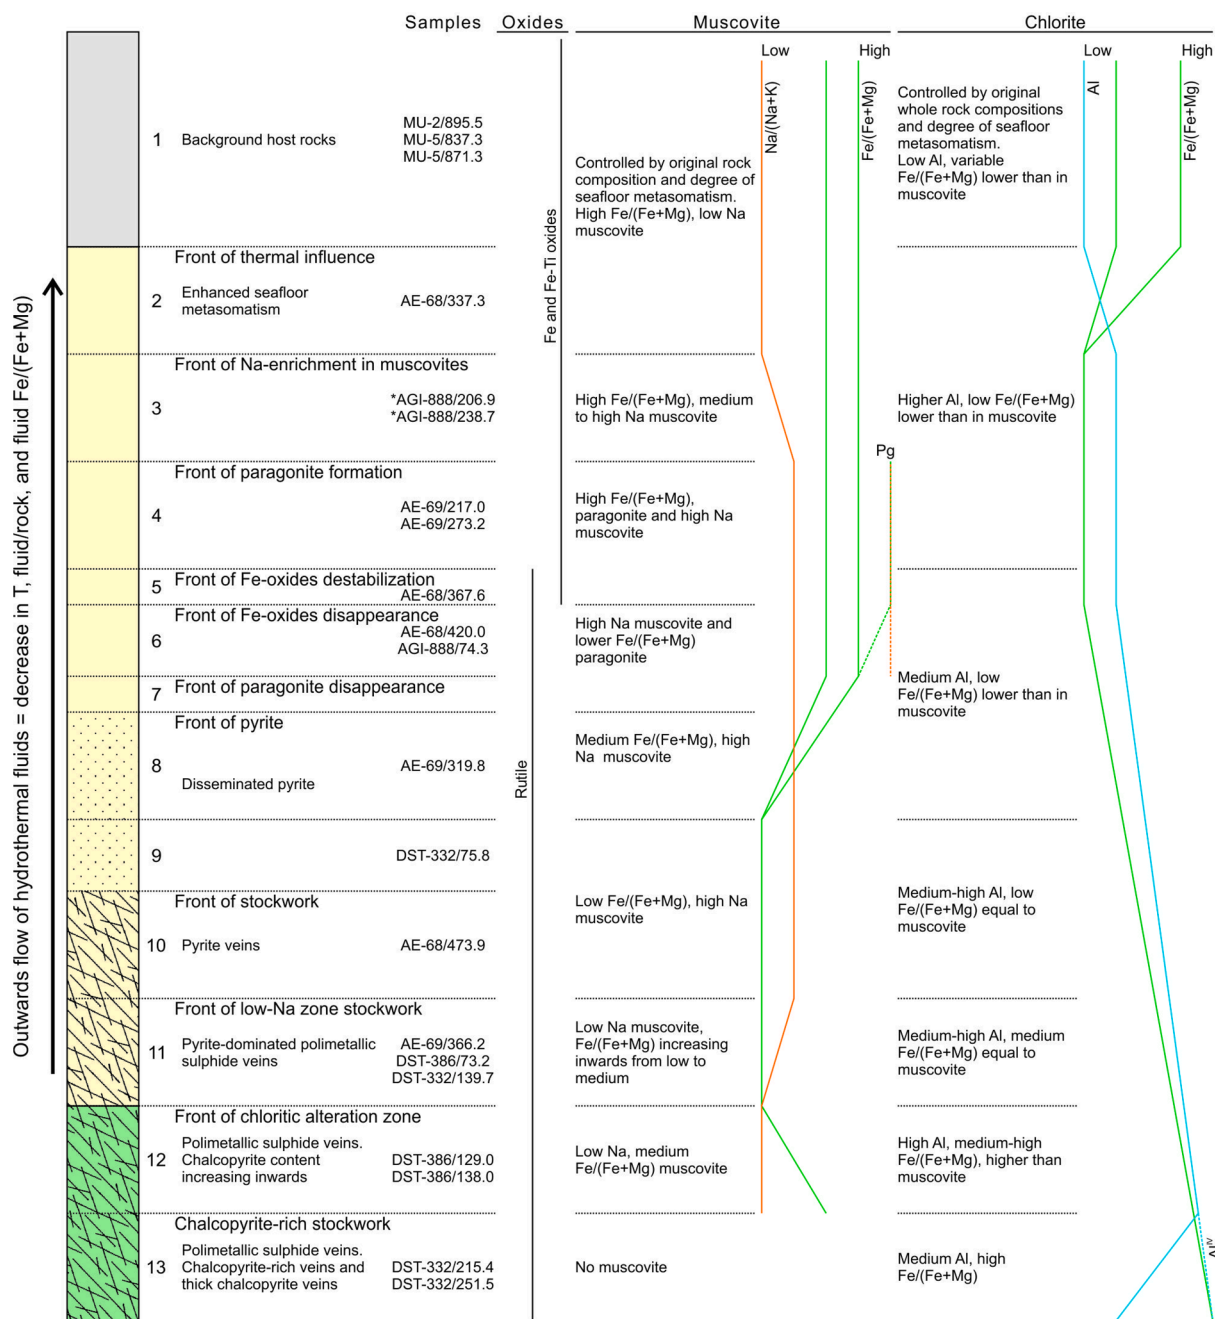 Samples Oxides Muscovite Chlorite
Low High Low High
Na/(Na+K)
Fe/(Fe+Mg)
Al
Fe/(Fe+Mg)
Outwards flow of hydrothermal fluids = decrease in T, fluid/rock, and fluid Fe/(Fe+Mg)
Fe and Fe-Ti oxides
Rutile
Pg
Al^IV
1 Background host rocks
MU-2/895.5
MU-5/837.3
MU-5/871.3
Controlled by original rock
composition and degree of
seafloor metasomatism.
High Fe/(Fe+Mg), low Na
muscovite
Controlled by original
whole rock compositions
and degree of seafloor
metasomatism.
Low Al, variable
Fe/(Fe+Mg) lower than in
muscovite
Front of thermal influence
2 Enhanced seafloor
metasomatism
AE-68/337.3
Front of Na-enrichment in muscovites
3
*AGI-888/206.9
*AGI-888/238.7
High Fe/(Fe+Mg), medium
to high Na muscovite
Higher Al, low Fe/(Fe+Mg)
lower than in muscovite
Front of paragonite formation
4
AE-69/217.0
AE-69/273.2
High Fe/(Fe+Mg),
paragonite and high Na
muscovite
Front of Fe-oxides destabilization
5
AE-68/367.6
Front of Fe-oxides disappearance
6
AE-68/420.0
AGI-888/74.3
High Na muscovite and
lower Fe/(Fe+Mg)
paragonite
Front of paragonite disappearance
7
Medium Al, low
Fe/(Fe+Mg) lower than in
muscovite
Front of pyrite
8
Disseminated pyrite
AE-69/319.8
Medium Fe/(Fe+Mg), high
Na muscovite
9
DST-332/75.8
Front of stockwork
10 Pyrite veins
AE-68/473.9
Low Fe/(Fe+Mg), high Na
muscovite
Medium-high Al, low
Fe/(Fe+Mg) equal to
muscovite
Front of low-Na zone stockwork
11 Pyrite-dominated polimetallic
sulphide veins
AE-69/366.2
DST-386/73.2
DST-332/139.7
Low Na muscovite,
Fe/(Fe+Mg) increasing
inwards from low to
medium
Medium-high Al, medium
Fe/(Fe+Mg) equal to
muscovite
Front of chloritic alteration zone
12 Polimetallic sulphide veins.
Chalcopyrite content
increasing inwards
DST-386/129.0
DST-386/138.0
Low Na, medium
Fe/(Fe+Mg) muscovite
High Al, medium-high
Fe/(Fe+Mg), higher than
muscovite
Chalcopyrite-rich stockwork
13 Polimetallic sulphide veins.
Chalcopyrite-rich veins and
thick chalcopyrite veins
DST-332/215.4
DST-332/251.5
No muscovite
Medium Al, high
Fe/(Fe+Mg)